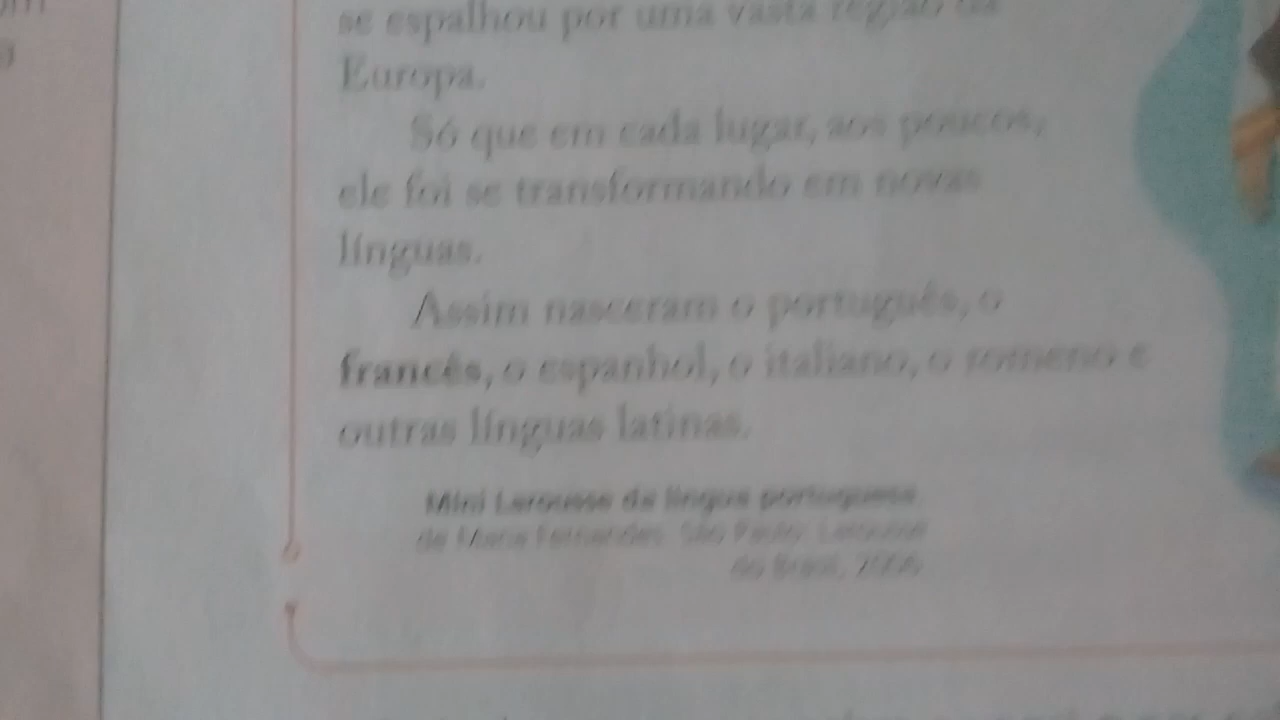 se espalhou por uma vasta região da
Europa.
Só que em cada lugar, aos poucos,
ele foi se transformando em novas
línguas.
Assim nasceram o português, o
francês, o espanhol, o italiano, o romeno e
outras línguas latinas.
Mini Larousse da língua portuguesa
de Maria Fernandes. São Paulo: Larousse
do Brasil,